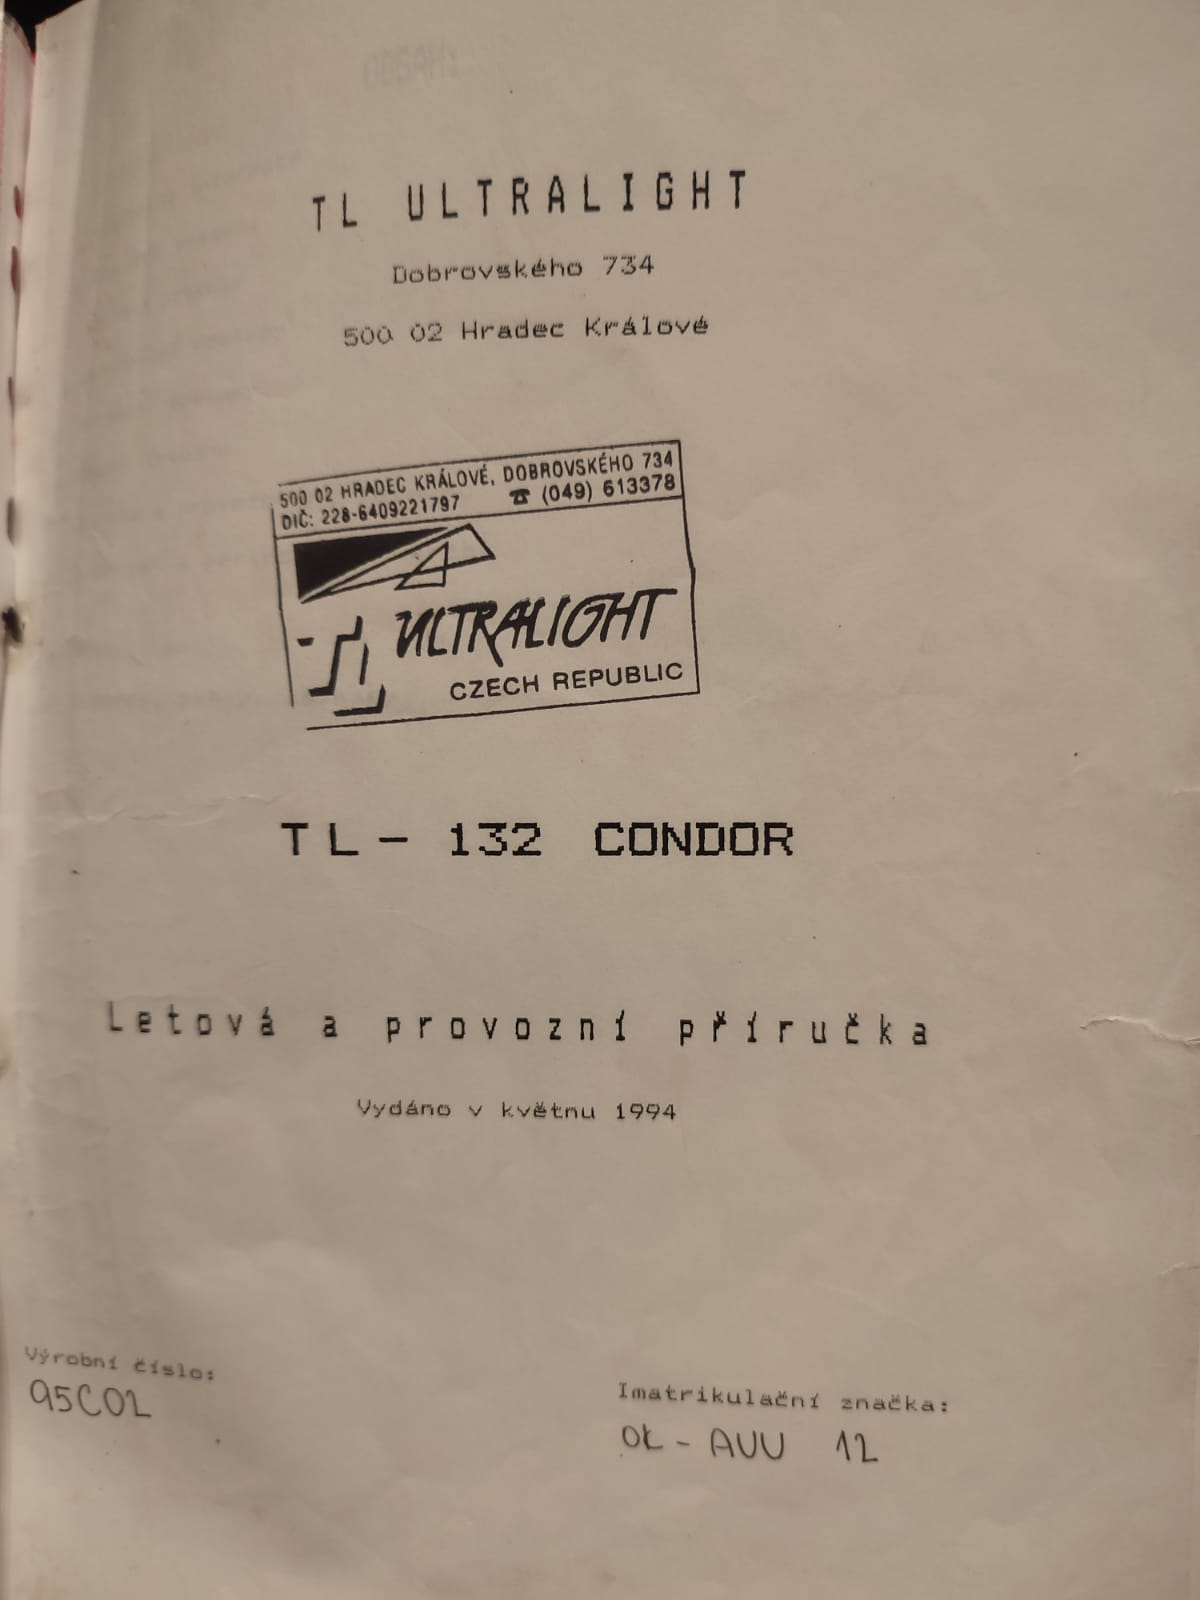 TL ULTRALIGHT
Dobrovského 734
500 02 Hradec Králové
500 02 HRADEC KRÁLOVÉ, DOBROVSKÉHO 734
DIČ: 228-6409221797 ☎ (049) 613378
TL ULTRALIGHT
CZECH REPUBLIC
TL- 132 CONDOR
Letová a provozní příručka
Vydáno v květnu 1994
Výrobní číslo:
95C02
Imatrikulační značka:
OK - AUU 12